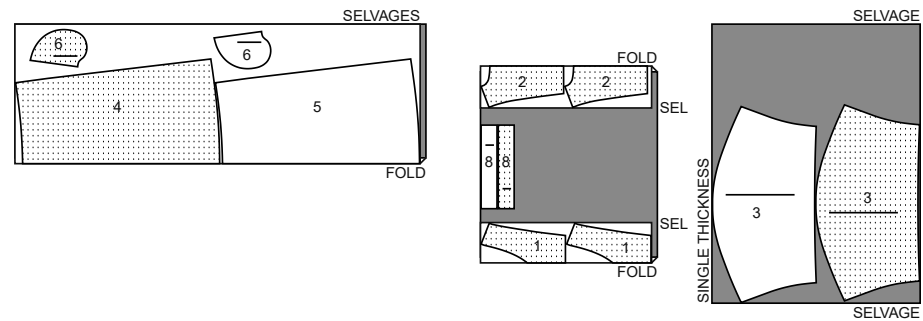 SELVAGES
6
6
4
5
FOLD
FOLD
2
2
SEL
8
8
SEL
1
1
FOLD
SELVAGE
SINGLE THICKNESS
3
3
SELVAGE